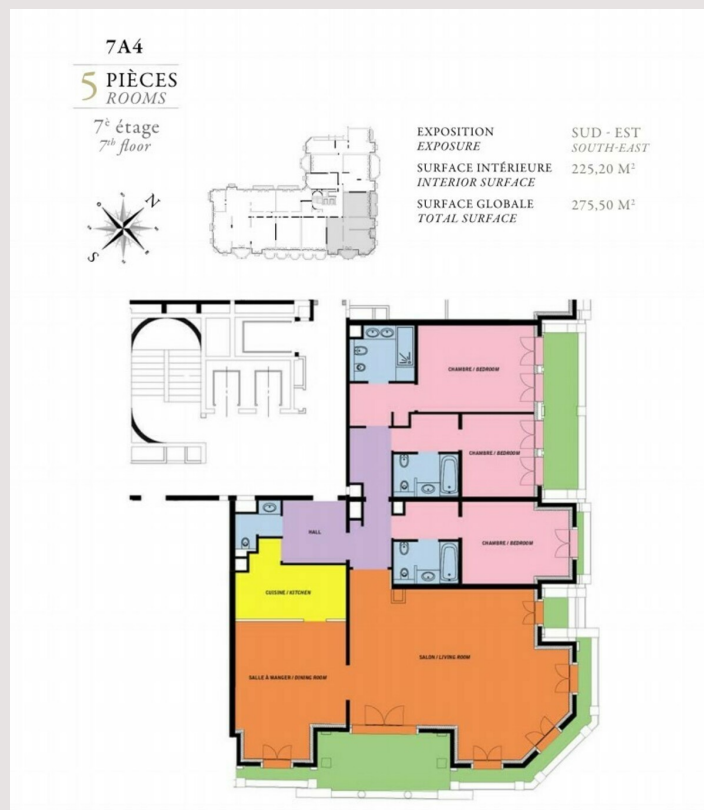 7A4
5 PIÈCES
ROOMS
7è étage
7th floor
N
S
EXPOSITION SUD - EST
EXPOSURE SOUTH-EAST
SURFACE INTÉRIEURE 225,20 M²
INTERIOR SURFACE
SURFACE GLOBALE 275,50 M²
TOTAL SURFACE
CHAMBRE / BEDROOM
CHAMBRE / BEDROOM
HALL
CHAMBRE / BEDROOM
CUISINE / KITCHEN
SALON / LIVING ROOM
SALLE À MANGER / DINING ROOM